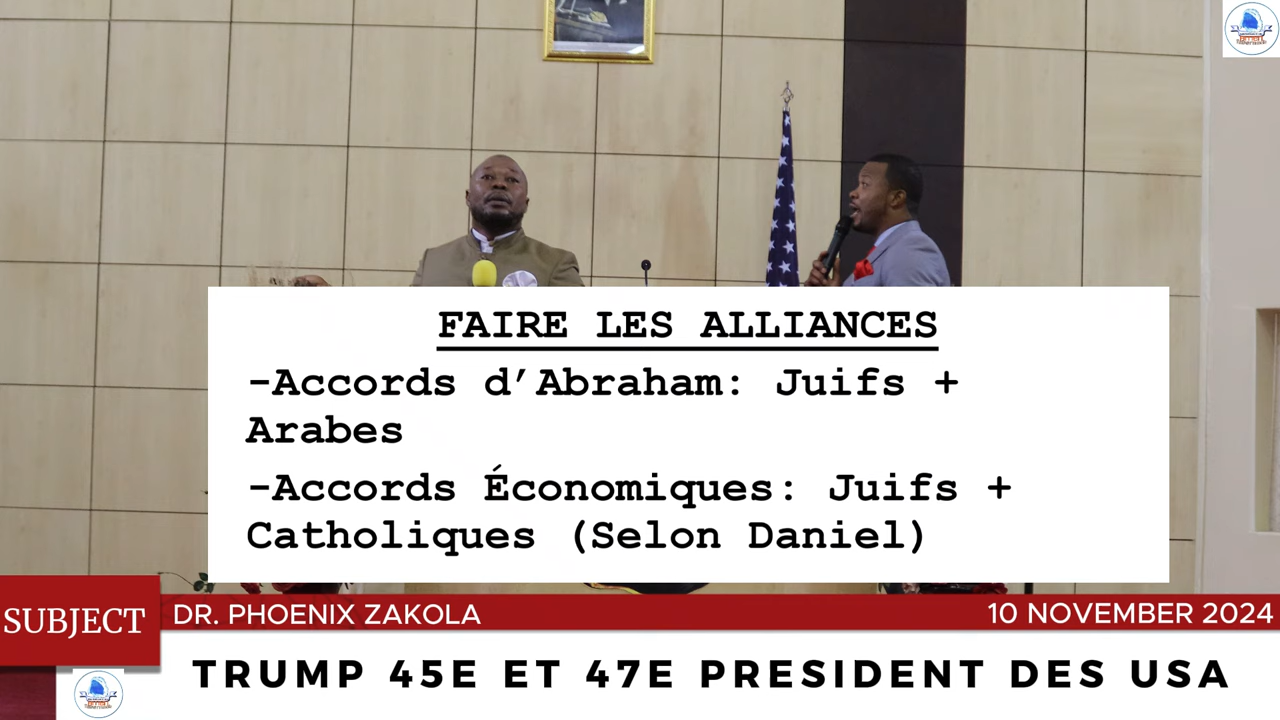 FAIRE LES ALLIANCES
-Accords d’Abraham: Juifs +
Arabes
-Accords Économiques: Juifs +
Catholiques (Selon Daniel)
SUBJECT
DR. PHOENIX ZAKOLA
10 NOVEMBER 2024
TRUMP 45E ET 47E PRESIDENT DES USA